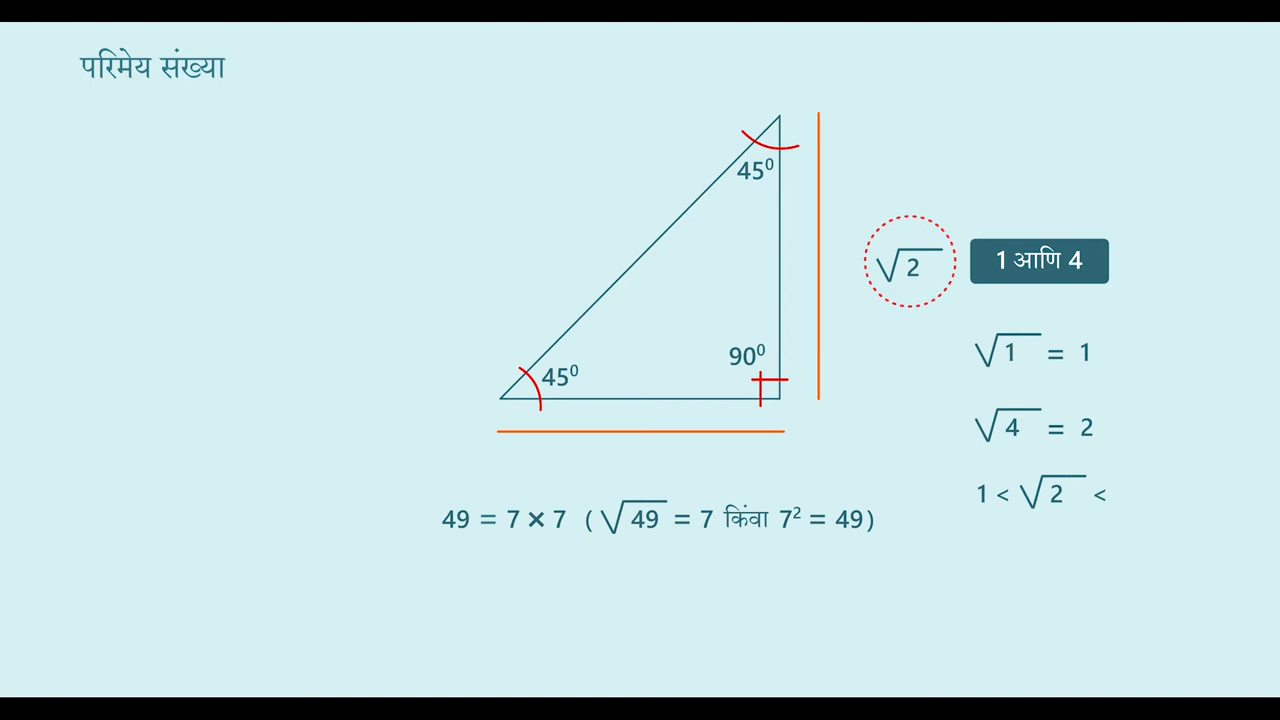 परिमेय संख्या
45⁰
√2 1 आणि 4
√1 = 1
90⁰
45⁰
√4 = 2
1 < √2 <
49 = 7 × 7 ( √49 = 7 किंवा 7² = 49)